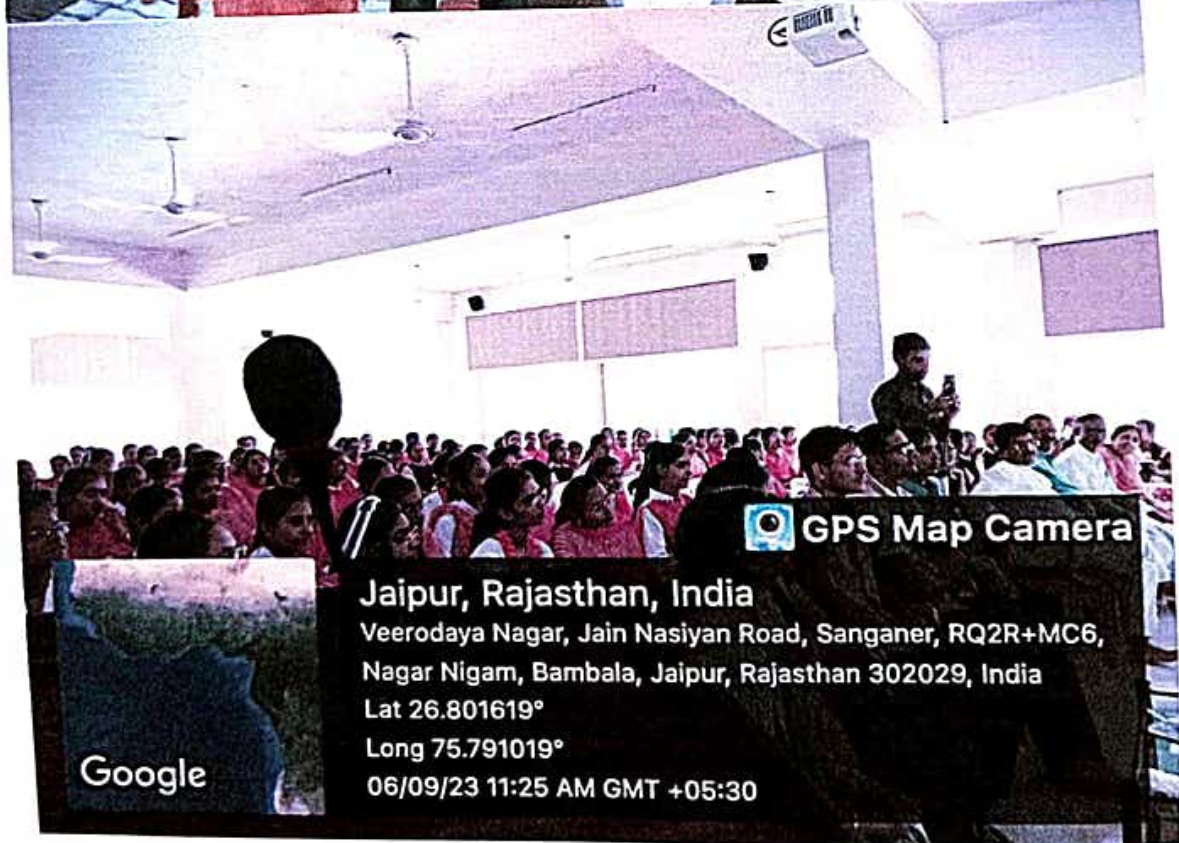 GPS Map Camera
Jaipur, Rajasthan, India
Veerodaya Nagar, Jain Nasiyan Road, Sanganer, RQ2R+MC6,
Nagar Nigam, Bambala, Jaipur, Rajasthan 302029, India
Lat 26.801619°
Long 75.791019°
06/09/23 11:25 AM GMT +05:30
Google